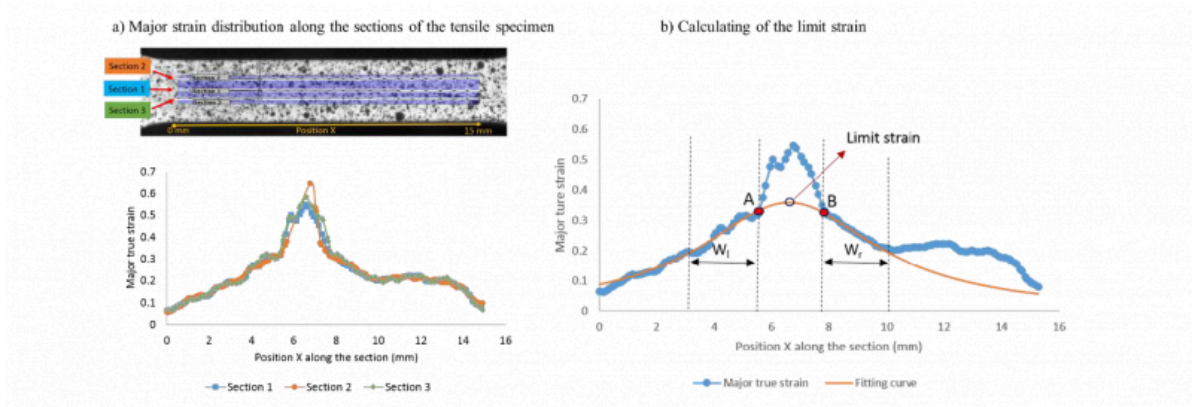 a) Major strain distribution along the sections of the tensile specimen
Section 2
Section 1
Section 3
0 mm
Position X
15 mm
Major true strain
0.7
0.6
0.5
0.4
0.3
0.2
0.1
0
0 2 4 6 8 10 12 14 16
Position X along the section (mm)
Section 1 Section 2 Section 3
b) Calculating of the limit strain
Major ture strain
0.7
0.6
0.5
0.4
0.3
0.2
0.1
0
Limit strain
A
B
Wl
Wr
0 2 4 6 8 10 12 14 16
Position X along the section (mm)
Major true strain Fitting curve